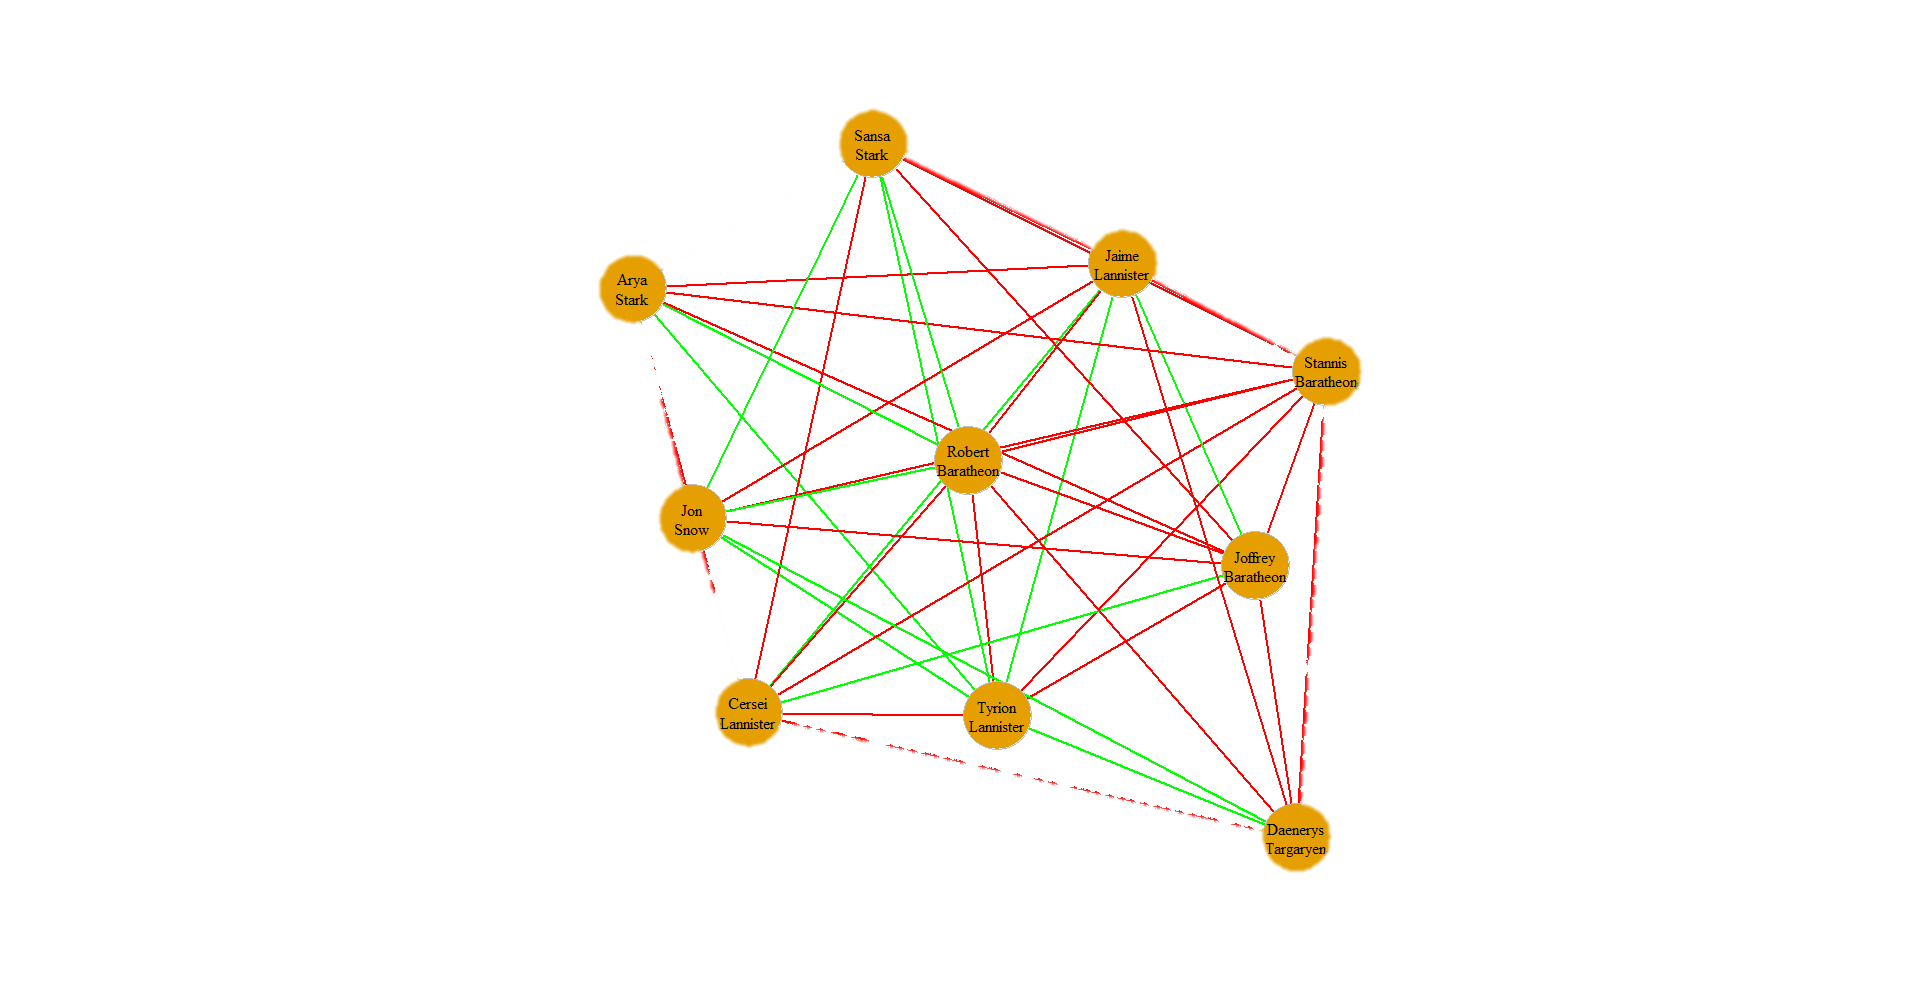 Sansa
Stark
Jaime
Lannister
Arya
Stark
Stannis
Baratheon
Robert
Baratheon
Jon
Snow
Joffrey
Baratheon
Cersei
Lannister
Tyrion
Lannister
Daenerys
Targaryen